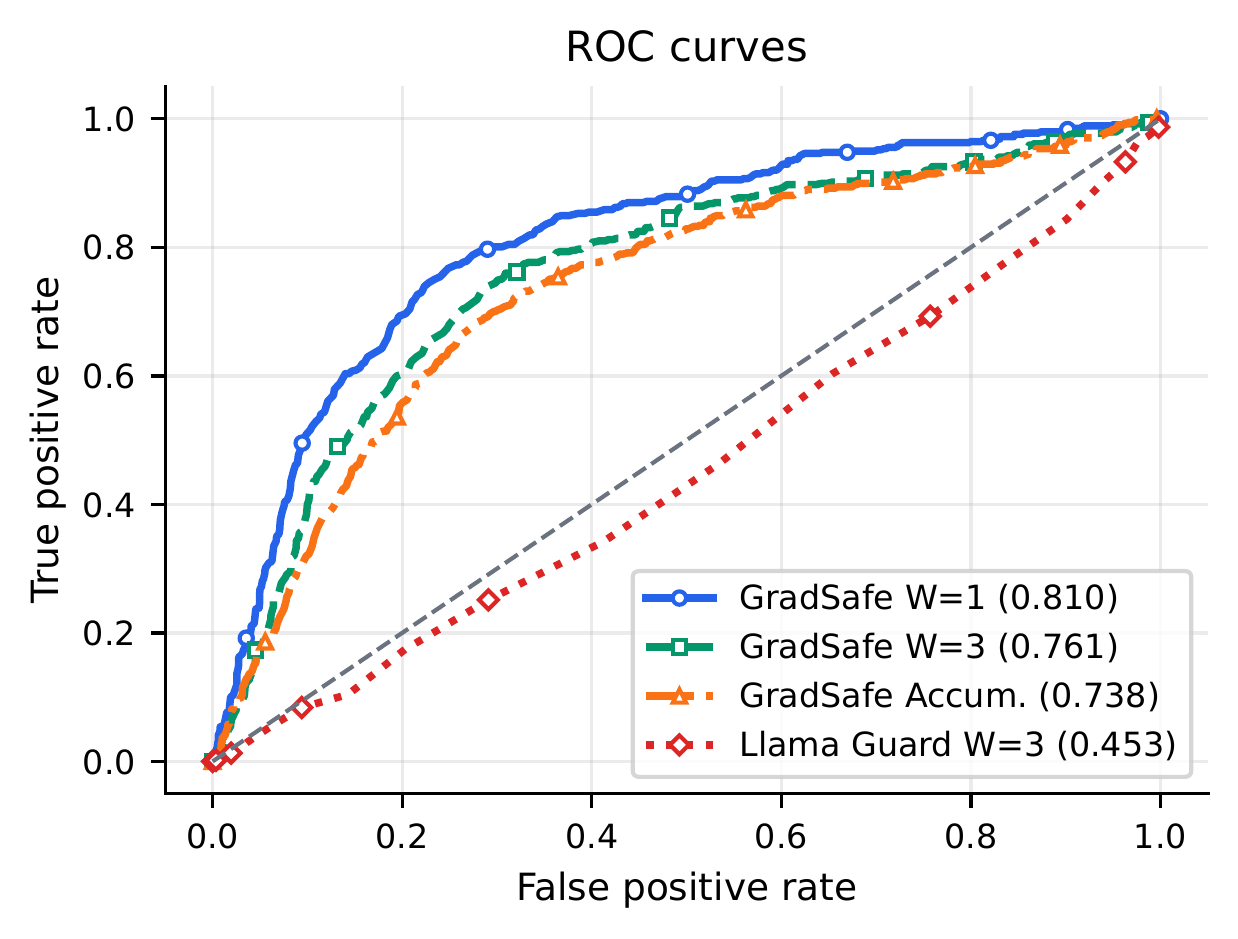 ROC curves
True positive rate
1.0
0.8
0.6
0.4
0.2
0.0
GradSafe W=1 (0.810)
GradSafe W=3 (0.761)
GradSafe Accum. (0.738)
Llama Guard W=3 (0.453)
0.0 0.2 0.4 0.6 0.8 1.0
False positive rate